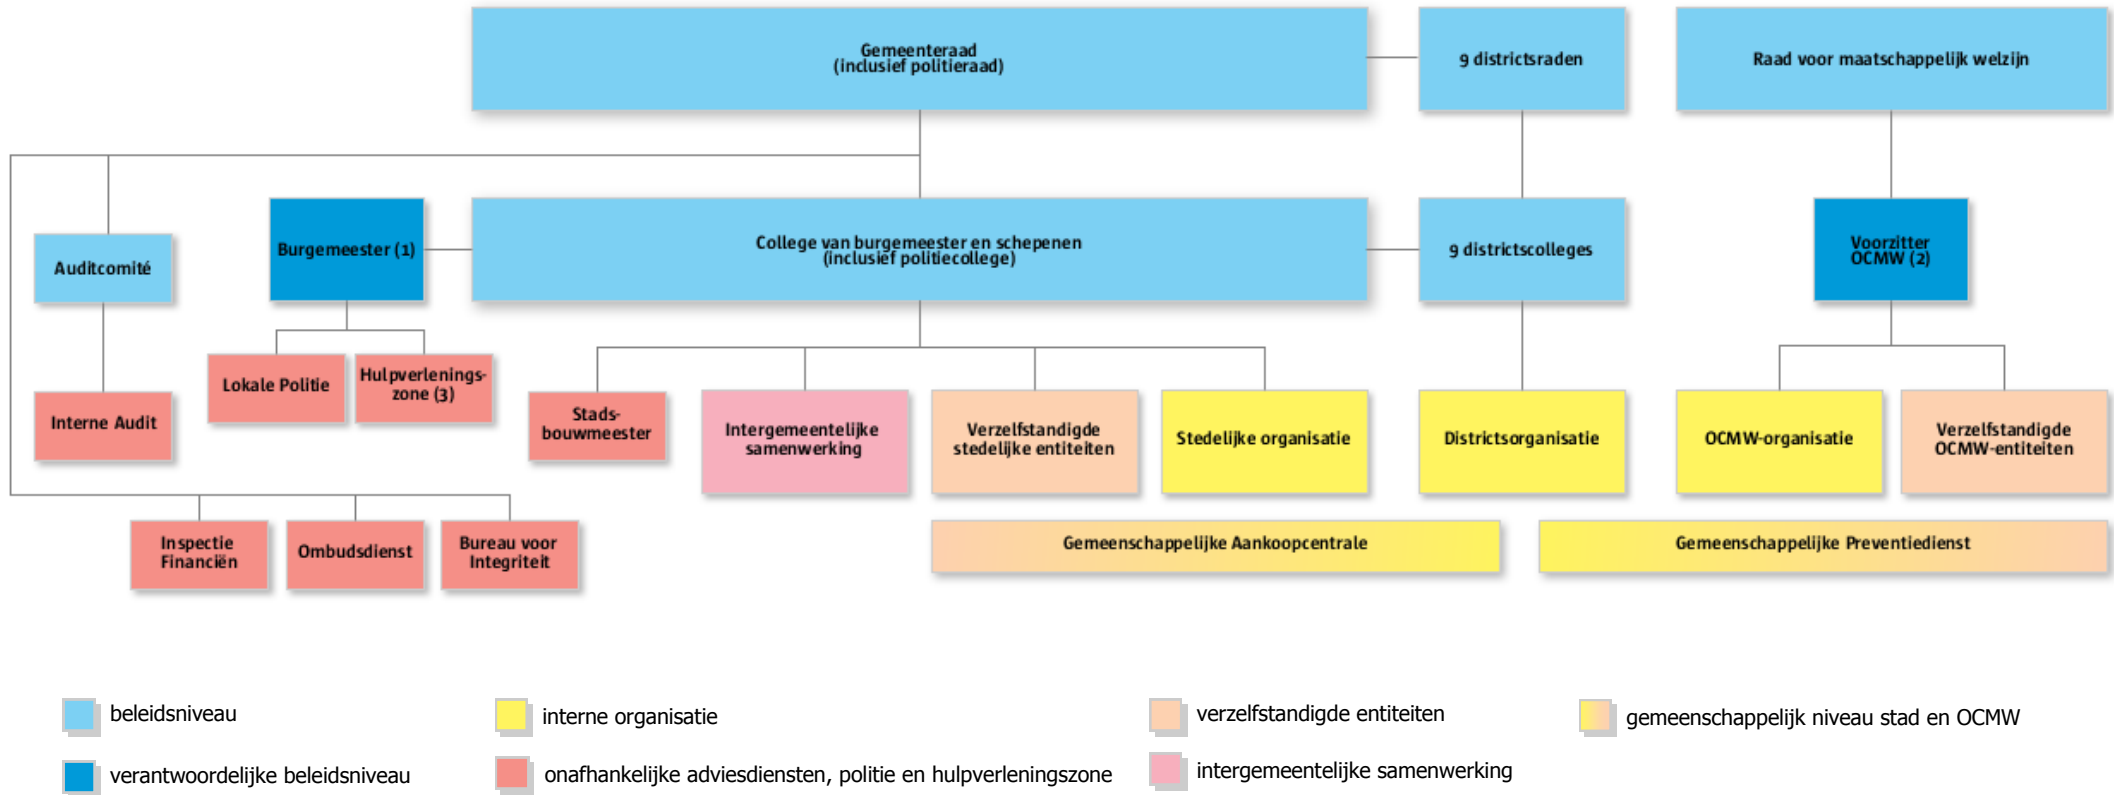 Gemeenteraad
(inclusief politieraad)
9 districtsraden
Raad voor maatschappelijk welzijn
Auditcomité
Burgemeester (1)
College van burgemeester en schepenen
(inclusief politiecollege)
9 districtscolleges
Voorzitter
OCMW (2)
Interne Audit
Lokale Politie
Hulpverlenings-
zone (3)
Stads-
bouwmeester
Intergemeentelijke
samenwerking
Verzelfstandigde
stedelijke entiteiten
Stedelijke organisatie
Districtsorganisatie
OCMW-organisatie
Verzelfstandigde
OCMW-entiteiten
Inspectie
Financiën
Ombudsdienst
Bureau voor
Integriteit
Gemeenschappelijke Aankoopcentrale
Gemeenschappelijke Preventiedienst
beleidsniveau
interne organisatie
verzelfstandigde entiteiten
gemeenschappelijk niveau stad en OCMW
verantwoordelijke beleidsniveau
onafhankelijke adviesdiensten, politie en hulpverleningszone
intergemeentelijke samenwerking